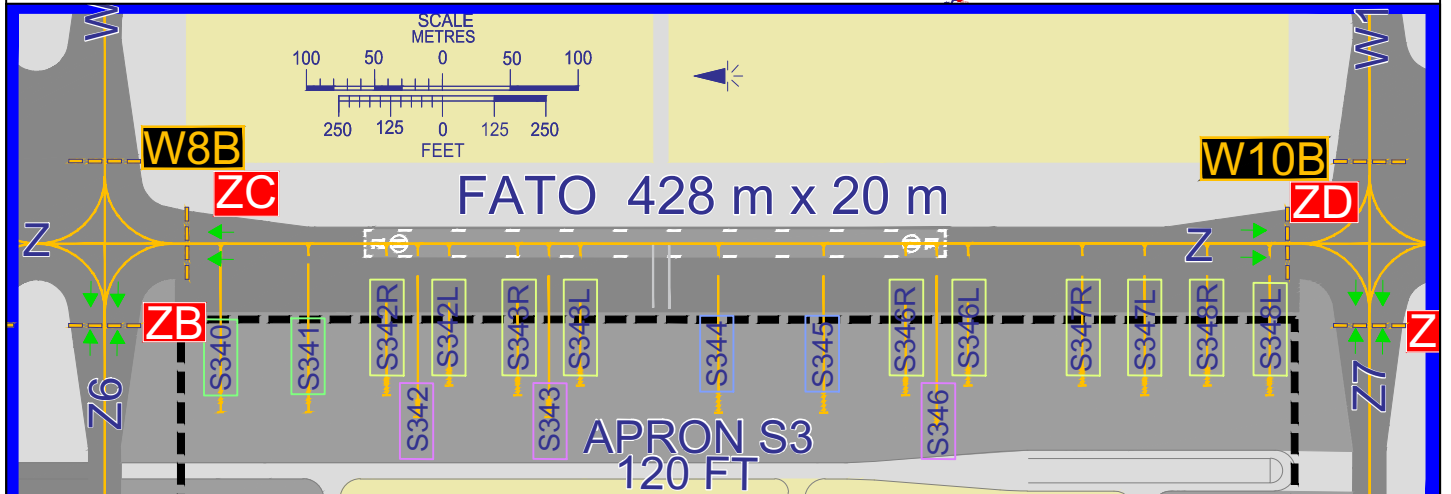 W
SCALE
METRES
100 50 0 50 100
250 125 0 125 250
FEET
W1
W8B
W10B
ZC
FATO 428 m x 20 m
ZD
Z
Z
ZB
Z
S340
S341
S342R
S342L
S343R
S343L
S344
S345
S346R
S346L
S347R
S347L
S348R
S348L
Z6
S342
S343
S346
Z7
APRON S3
120 FT